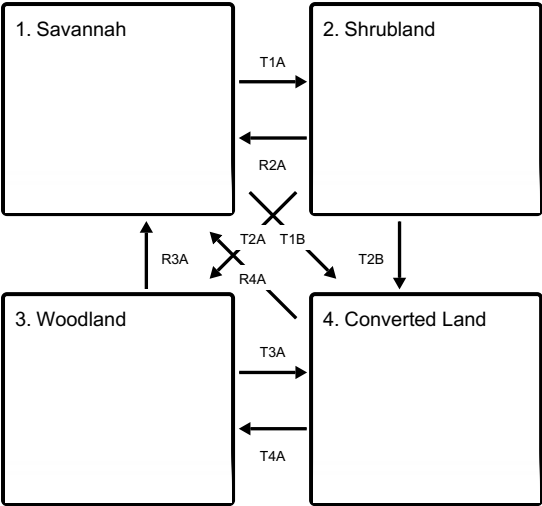 1. Savannah
2. Shrubland
T1A
R2A
T2A
T1B
R3A
T2B
R4A
3. Woodland
4. Converted Land
T3A
T4A